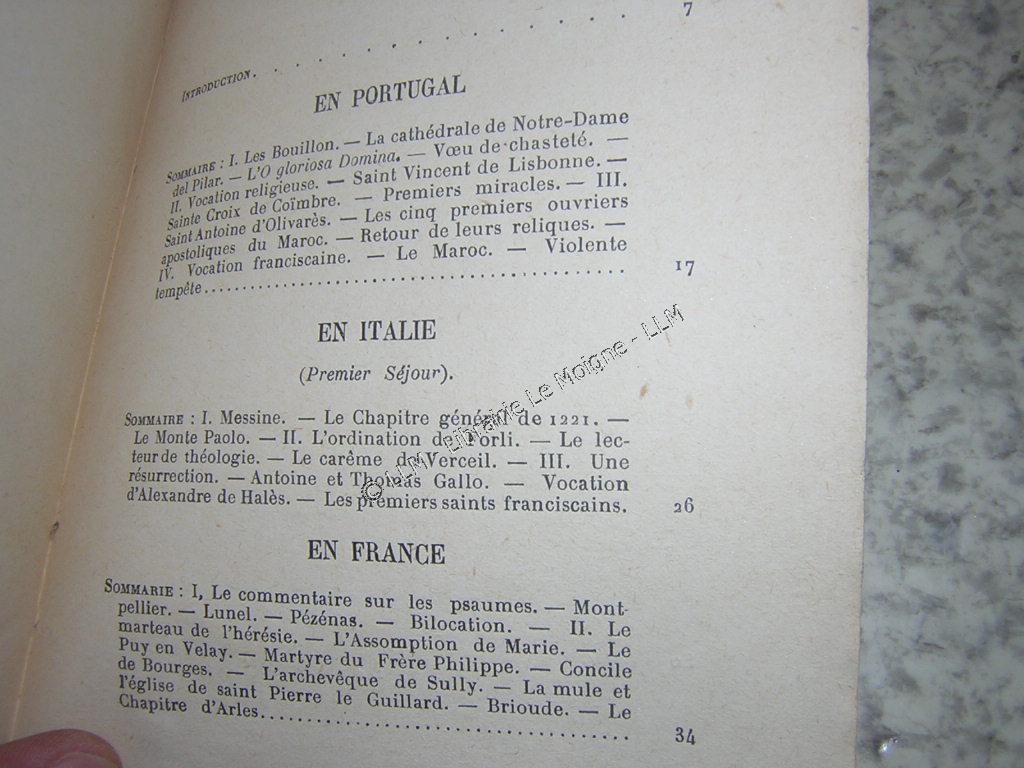 Introduction. . . . . . . . . . . . . 7
EN PORTUGAL
Sommaire : I. Les Bouillon. — La cathédrale de Notre-Dame
del Pilar. — L'O gloriosa Domina. — Vœu de chasteté. —
II. Vocation religieuse. — Saint Vincent de Lisbonne. —
Sainte Croix de Coïmbre. — Premiers miracles. — III.
Saint Antoine d'Olivarès. — Les cinq premiers ouvriers
apostoliques du Maroc. — Retour de leurs reliques. —
IV. Vocation franciscaine. — Le Maroc. — Violente
tempête........................................ 17
EN ITALIE
(Premier Séjour).
Sommaire : I. Messine. — Le Chapitre général de 1221. —
Le Monte Paolo. — II. L'ordination de Forli. — Le lec-
teur de théologie. — Le carême de Verceil. — III. Une
résurrection. — Antoine et Thomas Gallo. — Vocation
d'Alexandre de Halès. — Les premiers saints franciscains. 26
EN FRANCE
Sommarie : I, Le commentaire sur les psaumes. — Mont-
pellier. — Lunel. — Pézénas. — Bilocation. — II. Le
marteau de l'hérésie. — L'Assomption de Marie. — Le
Puy en Velay. — Martyre du Frère Philippe. — Concile
de Bourges. — L'archevêque de Sully. — La mule et
l'église de saint Pierre le Guillard. — Brioude. — Le
Chapitre d'Arles.................................. 34
© LLM - Librairie Le Moigne - LLM